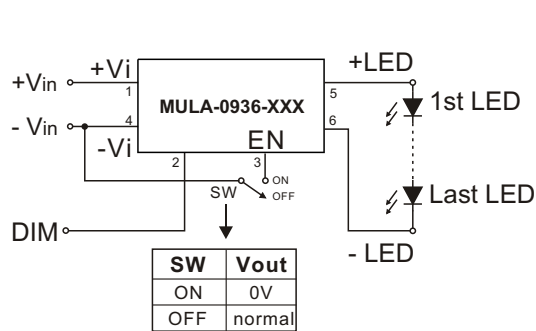 +Vi
+LED
+Vin
1
MULA-0936-XXX
5
1st LED
- Vin
4
6
-Vi
EN
2
3
ON
SW
OFF
Last LED
DIM
- LED
SW Vout
ON 0V
OFF normal